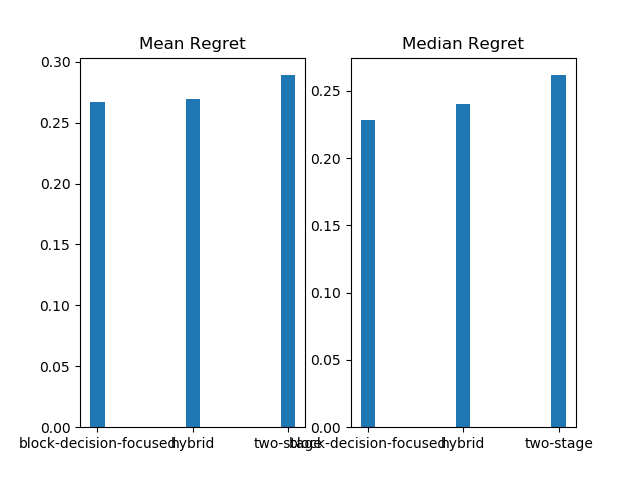 Mean Regret
0.30
0.25
0.20
0.15
0.10
0.05
0.00
block-decision-focused
hybrid
two-stage
Median Regret
0.25
0.20
0.15
0.10
0.05
0.00
block-decision-focused
hybrid
two-stage